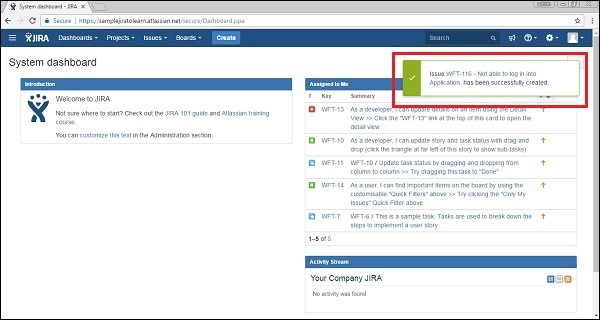 System dashboard - JIRA
Secure | https://samplejiratolearn.atlassian.net/secure/Dashboard.jspa
JIRA Dashboards Projects Issues Boards Create Search
System dashboard
Issue WFT-116 - Not able to log in into
Application. has been successfully created.
Introduction
Welcome to JIRA
Not sure where to start? Check out the JIRA 101 guide and Atlassian training
course.
You can customize this text in the Administration section.
Assigned to Me
T Key Summary
WFT-13 As a developer, I can update details on an item using the Detail
View >> Click the "WFT-13" link at the top of this card to open the
detail view
WFT-10 As a developer, I can update story and task status with drag and
drop (click the triangle at far left of this story to show sub-tasks)
WFT-11 WFT-10 / Update task status by dragging and dropping from
column to column >> Try dragging this task to "Done"
WFT-14 As a user, I can find important items on the board by using the
customisable "Quick Filters" above >> Try clicking the "Only My
Issues" Quick Filter above
WFT-7 WFT-6 / This is a sample task. Tasks are used to break down the
steps to implement a user story
1–5 of 5
Activity Stream
Your Company JIRA
No activity was found